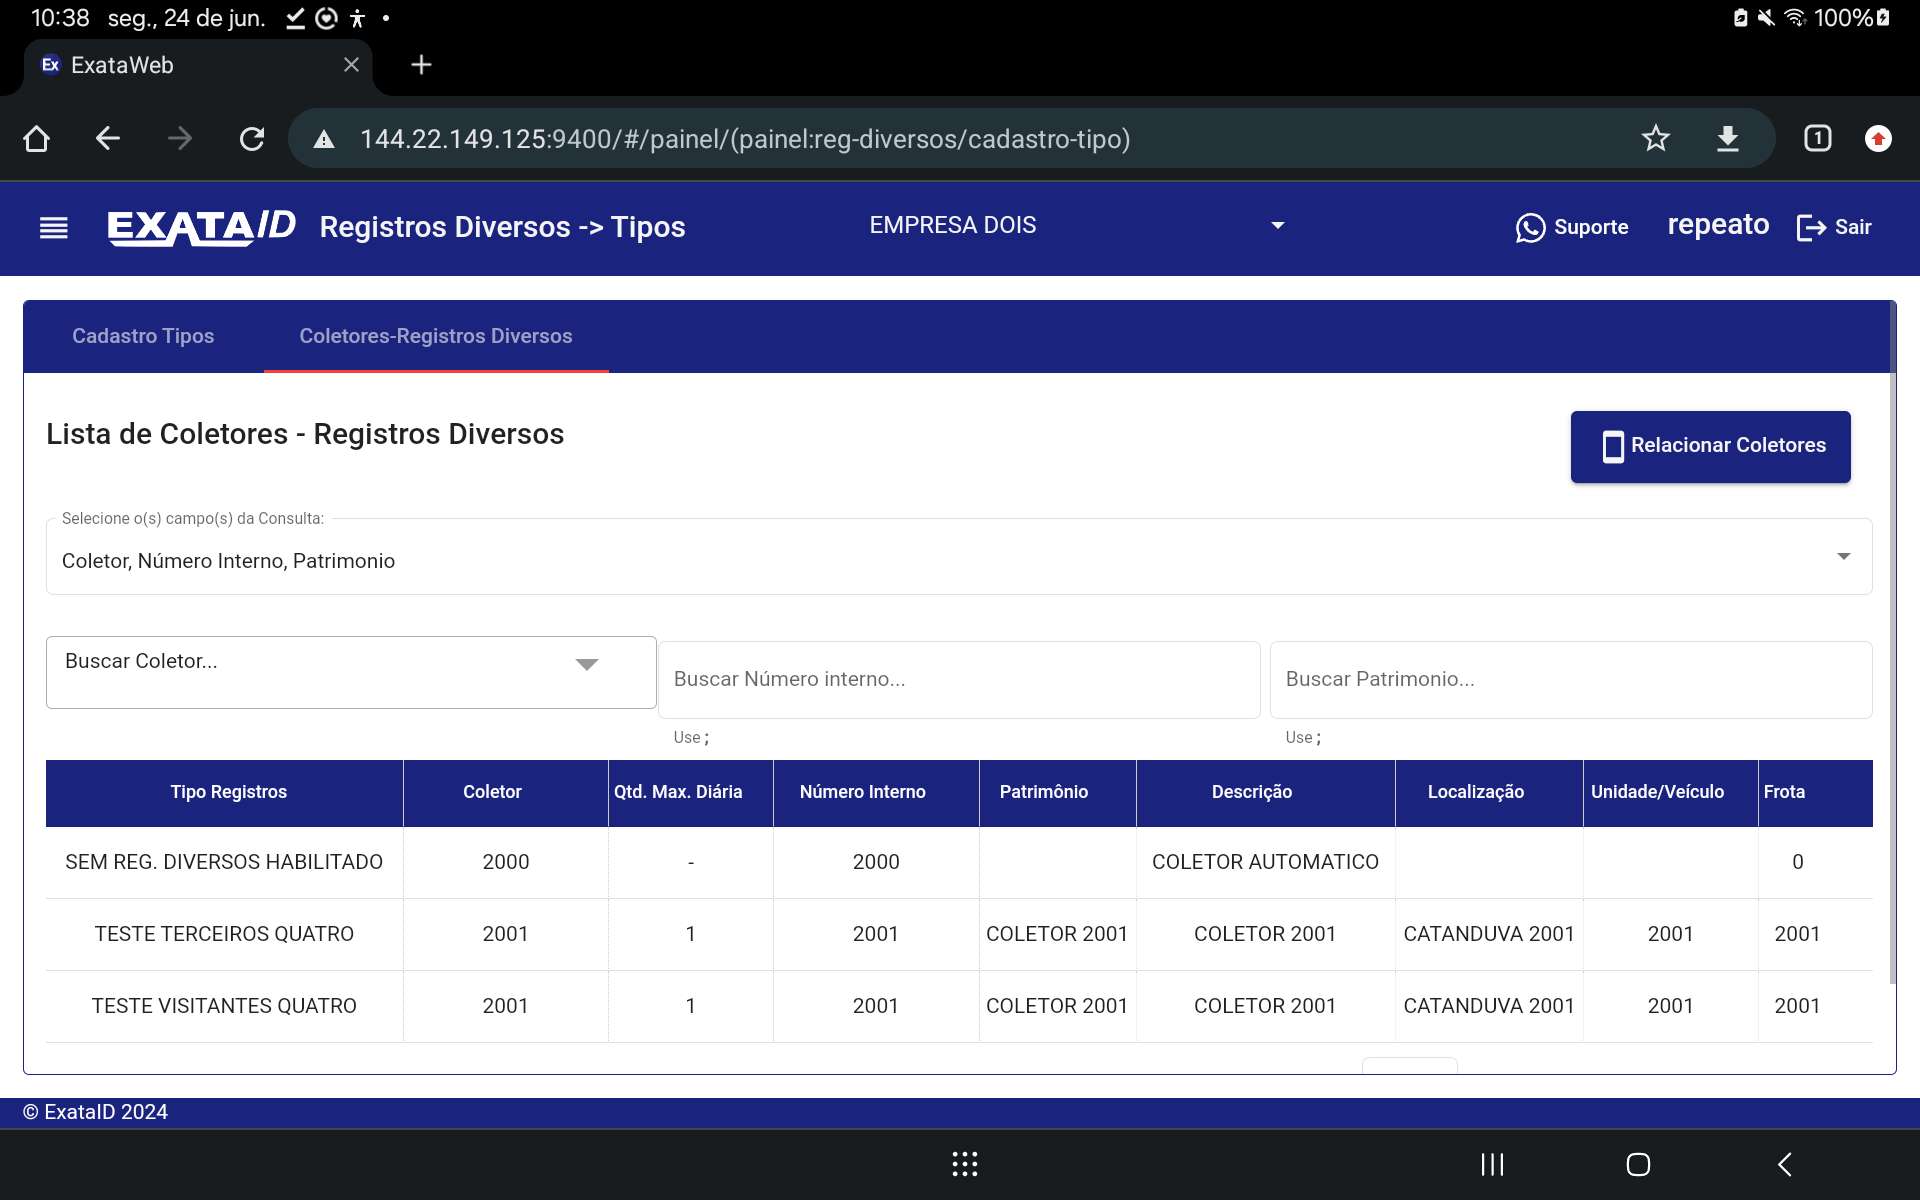 10:38 seg., 24 de jun. 100%
Ex ExataWeb
144.22.149.125:9400/#/painel/(painel:reg-diversos/cadastro-tipo) 1
EXATAID Registros Diversos -> Tipos EMPRESA DOIS Suporte repeato Sair
Cadastro Tipos Coletores-Registros Diversos
Lista de Coletores - Registros Diversos Relacionar Coletores
Selecione o(s) campo(s) da Consulta:
Coletor, Número Interno, Patrimonio
Buscar Coletor... Buscar Número interno... Buscar Patrimonio...
Use ; Use ;
Tipo Registros Coletor Qtd. Max. Diária Número Interno Patrimônio Descrição Localização Unidade/Veículo Frota
SEM REG. DIVERSOS HABILITADO 2000 - 2000 COLETOR AUTOMATICO 0
TESTE TERCEIROS QUATRO 2001 1 2001 COLETOR 2001 COLETOR 2001 CATANDUVA 2001 2001 2001
TESTE VISITANTES QUATRO 2001 1 2001 COLETOR 2001 COLETOR 2001 CATANDUVA 2001 2001 2001
© ExataID 2024